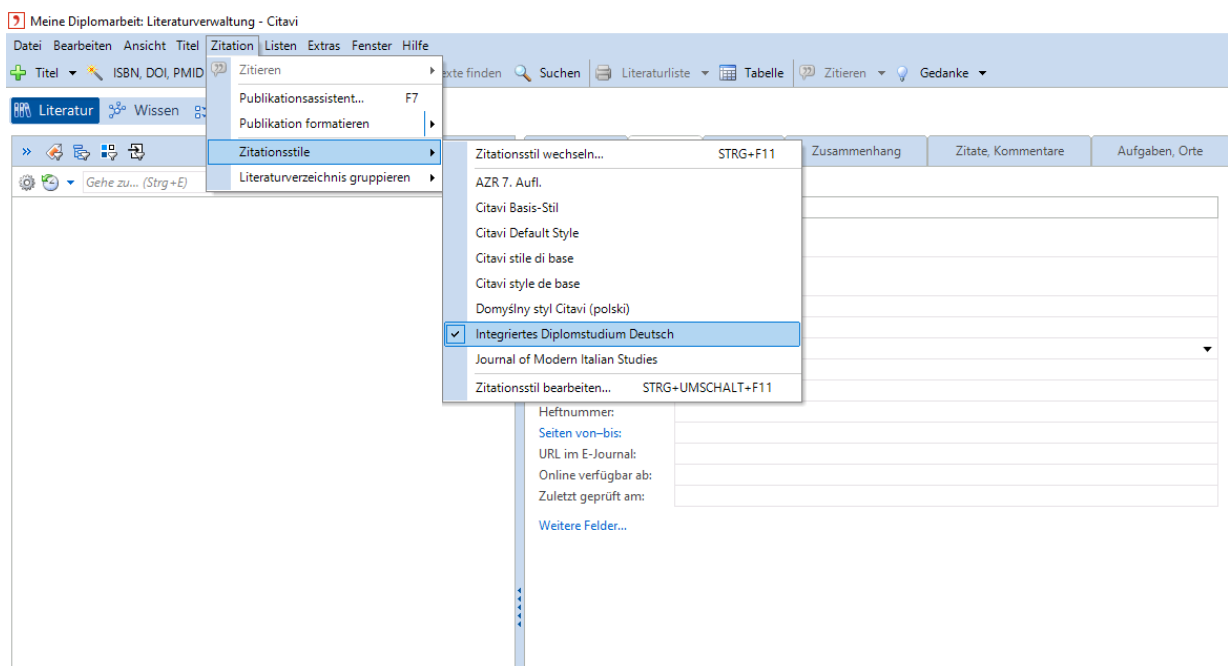 Meine Diplomarbeit: Literaturverwaltung - Citavi
Datei Bearbeiten Ansicht Titel Zitation Listen Extras Fenster Hilfe
Titel ISBN, DOI, PMID finden Suchen Literaturliste Tabelle Zitieren Gedanke
Zitieren
Publikationsassistent... F7
Publikation formatieren
Zitationsstile
Literaturverzeichnis gruppieren
Literatur Wissen
Zusammenhang Zitate, Kommentare Aufgaben, Orte
Gehe zu... (Strg+E)
Zitationsstil wechseln... STRG+F11
AZR 7. Aufl.
Citavi Basis-Stil
Citavi Default Style
Citavi stile di base
Citavi style de base
Domyślny styl Citavi (polski)
Integriertes Diplomstudium Deutsch
Journal of Modern Italian Studies
Zitationsstil bearbeiten... STRG+UMSCHALT+F11
Heftnummer:
Seiten von–bis:
URL im E-Journal:
Online verfügbar ab:
Zuletzt geprüft am:
Weitere Felder...